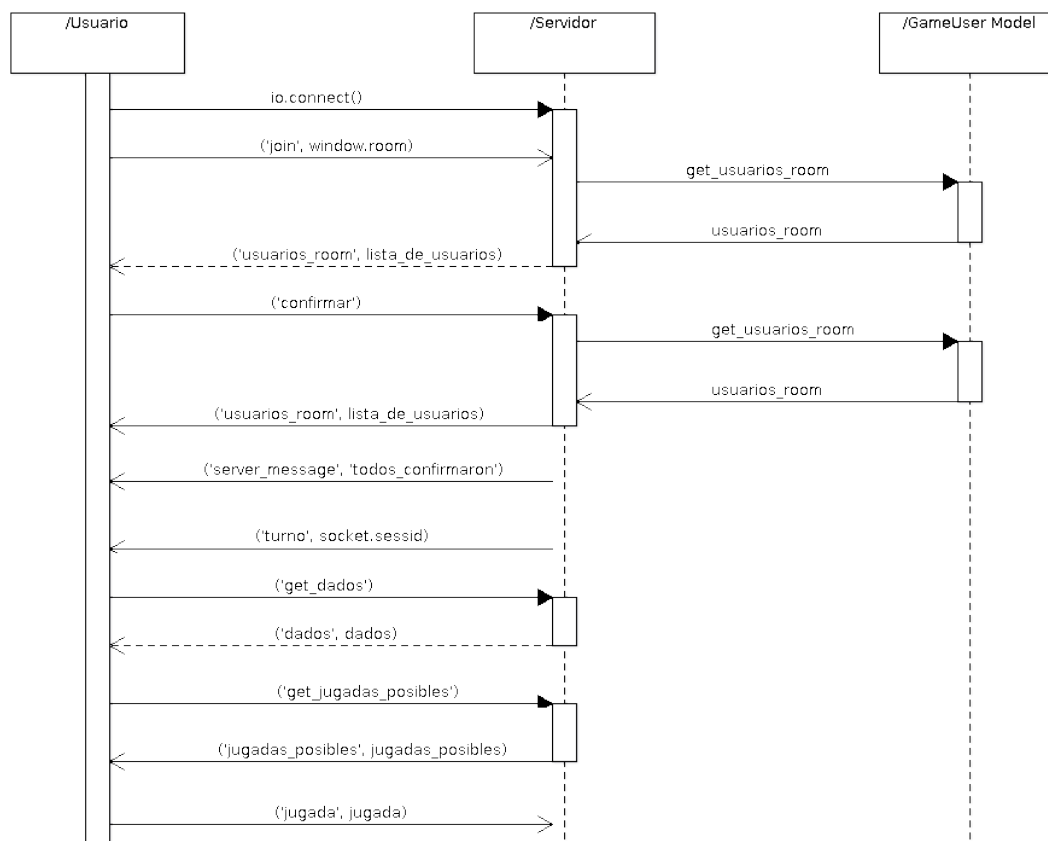 /Usuario
/Servidor
/GameUser Model
io.connect()
('join', window.room)
get_usuarios_room
usuarios_room
('usuarios_room', lista_de_usuarios)
('confirmar')
get_usuarios_room
usuarios_room
('usuarios_room', lista_de_usuarios)
('server_message', 'todos_confirmaron')
('turno', socket.sessid)
('get_dados')
('dados', dados)
('get_jugadas_posibles')
('jugadas_posibles', jugadas_posibles)
('jugada', jugada)